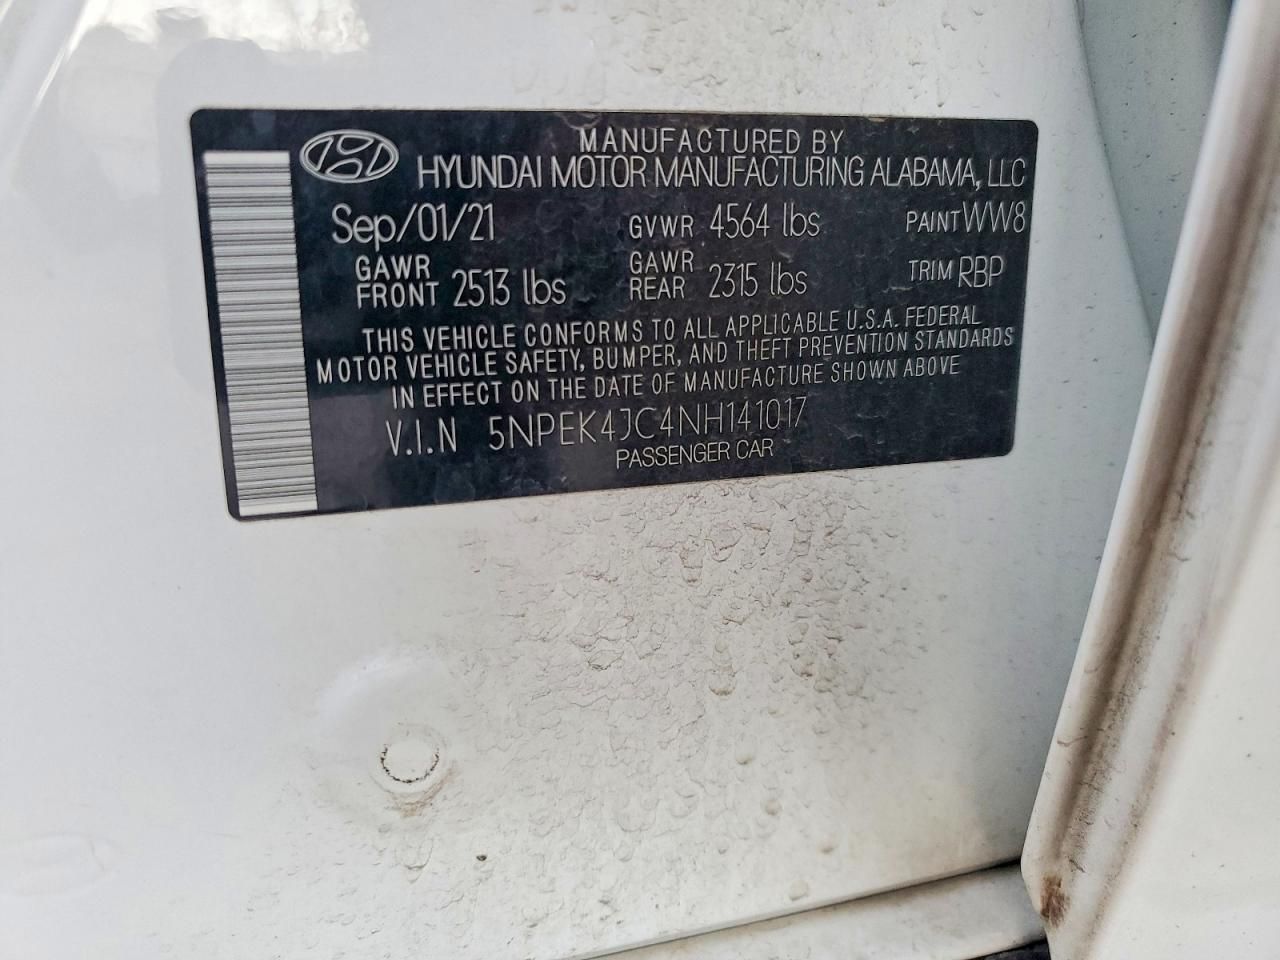 MANUFACTURED BY
HYUNDAI MOTOR MANUFACTURING ALABAMA, LLC
Sep/01/21 GVWR 4564 lbs PAINT WW8
GAWR FRONT 2513 lbs GAWR REAR 2315 lbs TRIM RBP
THIS VEHICLE CONFORMS TO ALL APPLICABLE U.S.A. FEDERAL
MOTOR VEHICLE SAFETY, BUMPER, AND THEFT PREVENTION STANDARDS
IN EFFECT ON THE DATE OF MANUFACTURE SHOWN ABOVE
V.I.N 5NPEK4JC4NH141017
PASSENGER CAR